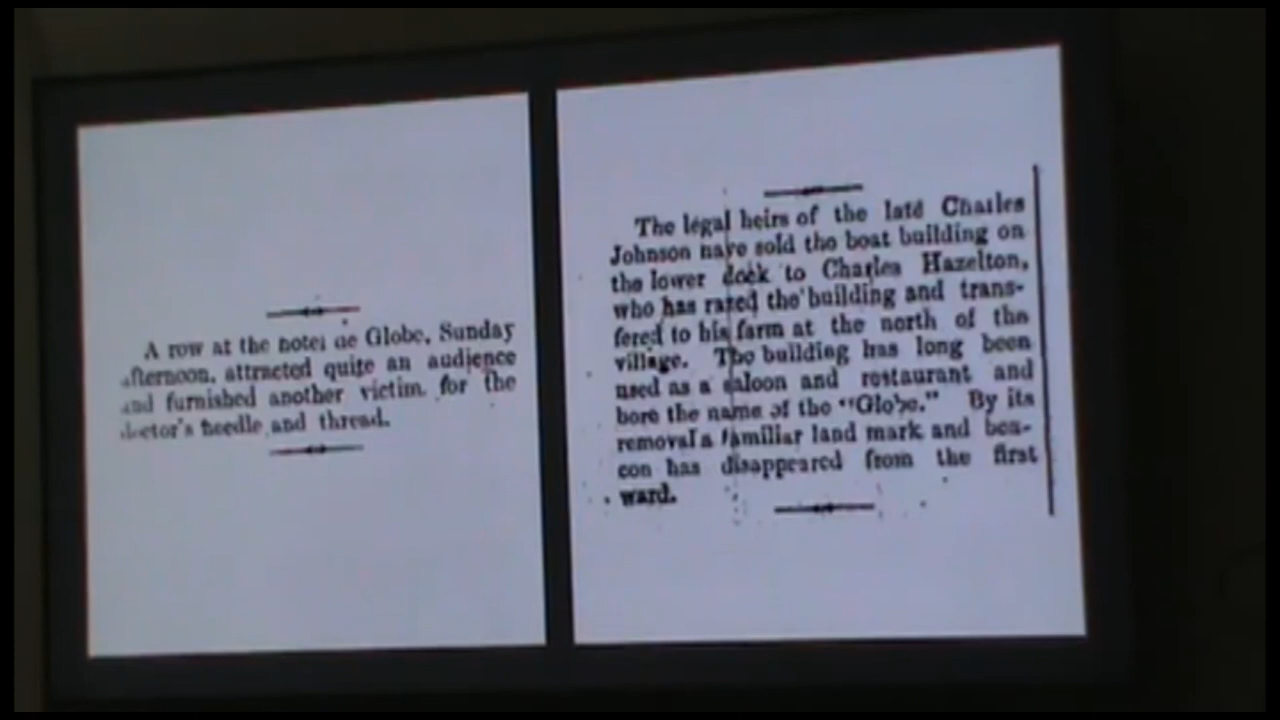 A row at the hotel de Globe, Sunday
afternoon, attracted quite an audience
and furnished another victim for the
doctor's needle and thread.
The legal heirs of the late Charles
Johnson have sold the boat building on
the lower dock to Charles Hazelton,
who has razed the building and trans-
fered to his farm at the north of the
village. The building has long been
used as a saloon and restaurant and
bore the name of the "Globe." By its
removal a familiar land mark and bea-
con has disappeared from the first
ward.